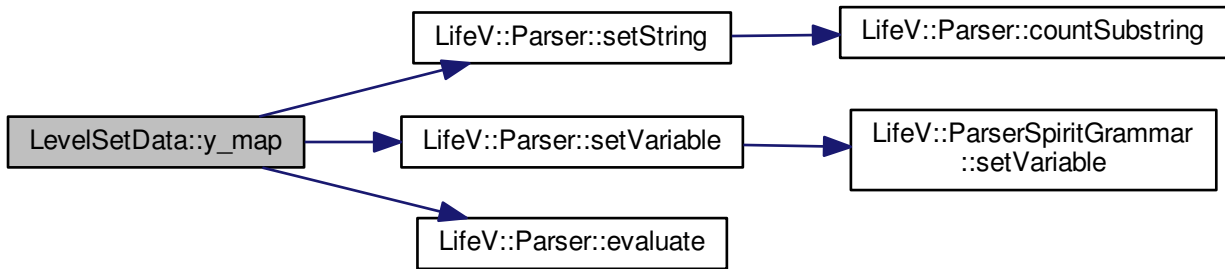 LifeV::Parser::setString
LifeV::Parser::countSubstring
LevelSetData::y_map
LifeV::Parser::setVariable
LifeV::ParserSpiritGrammar
::setVariable
LifeV::Parser::evaluate